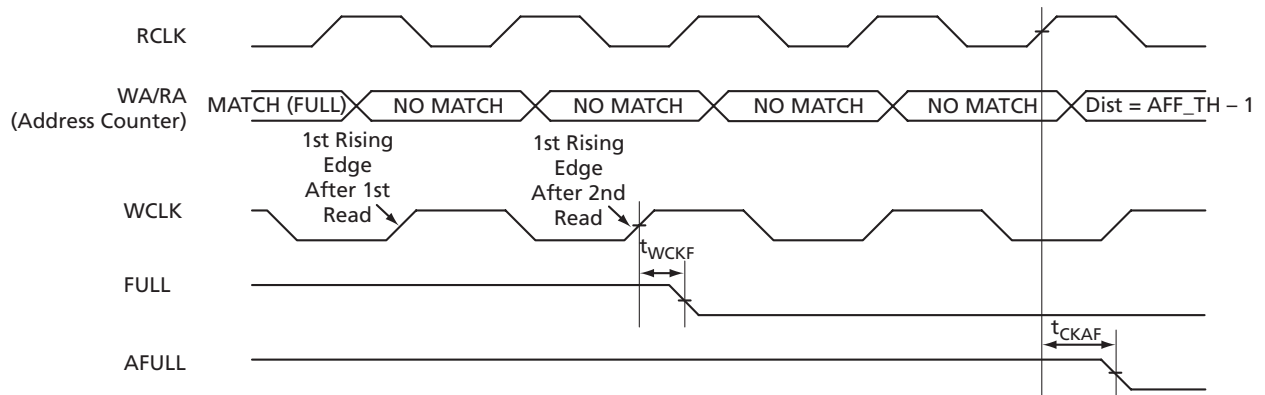 RCLK
WA/RA
(Address Counter)
MATCH (FULL)
NO MATCH
NO MATCH
NO MATCH
NO MATCH
Dist = AFF_TH – 1
1st Rising
Edge
After 1st
Read
1st Rising
Edge
After 2nd
Read
WCLK
tWCKF
FULL
tCKAF
AFULL